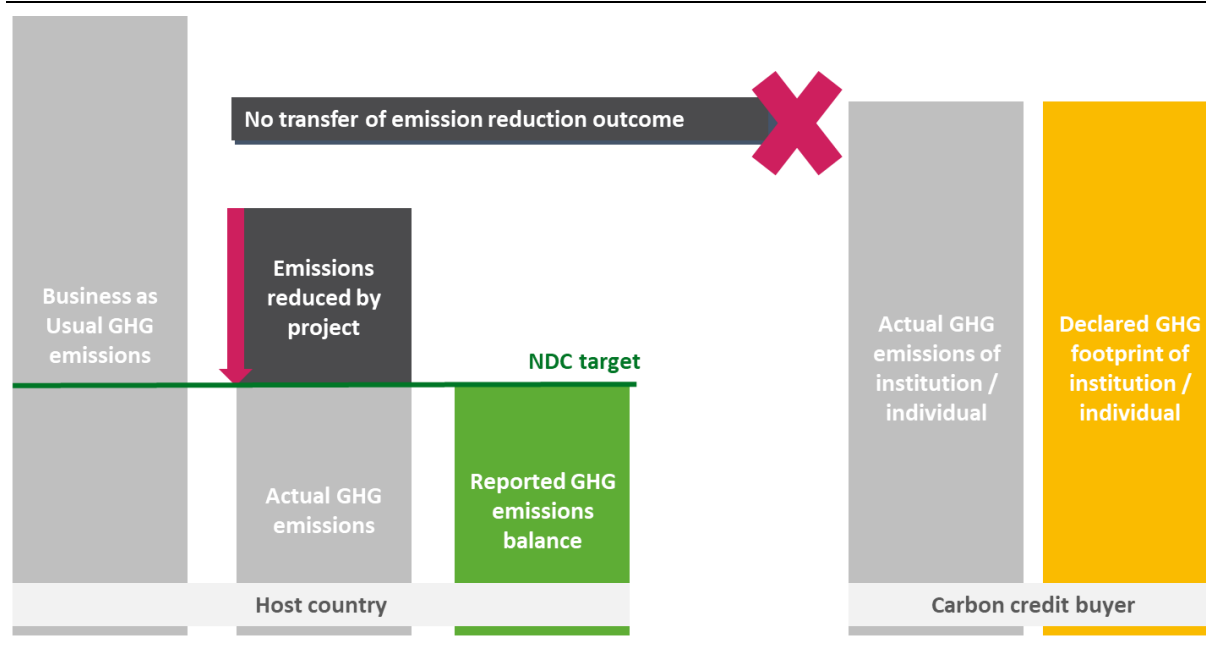 No transfer of emission reduction outcome
Business as
Usual GHG
emissions
Emissions
reduced by
project
NDC target
Actual GHG
emissions
Reported GHG
emissions
balance
Host country
Actual GHG
emissions of
institution /
individual
Declared GHG
footprint of
institution /
individual
Carbon credit buyer